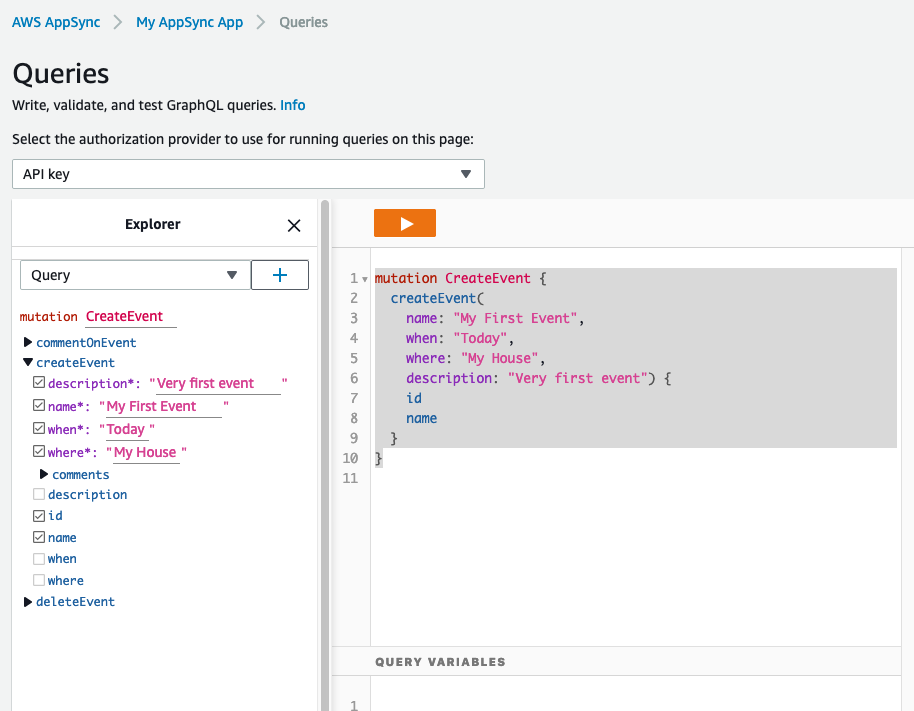 AWS AppSync > My AppSync App > Queries
Queries
Write, validate, and test GraphQL queries. Info
Select the authorization provider to use for running queries on this page:
API key
Explorer
Query
mutation CreateEvent
commentOnEvent
createEvent
description*: "Very first event"
name*: "My First Event"
when*: "Today"
where*: "My House"
comments
description
id
name
when
where
deleteEvent
1 mutation CreateEvent {
2 createEvent(
3 name: "My First Event",
4 when: "Today",
5 where: "My House",
6 description: "Very first event") {
7 id
8 name
9 }
10 }
11
QUERY VARIABLES
1